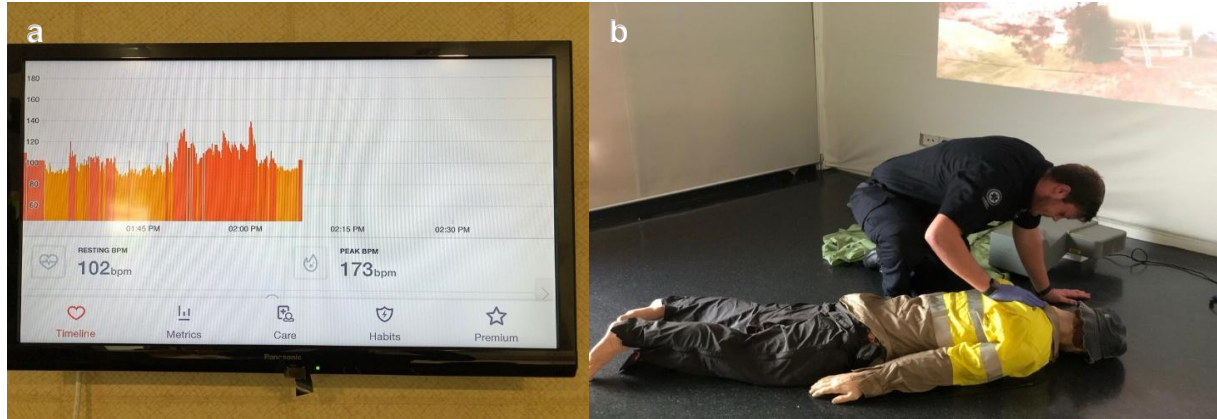 a
180
160
140
120
100
80
60
01:45 PM 02:00 PM 02:15 PM 02:30 PM
RESTING BPM
102bpm
PEAK BPM
173bpm
Timeline Metrics Care Habits Premium
Panasonic
b